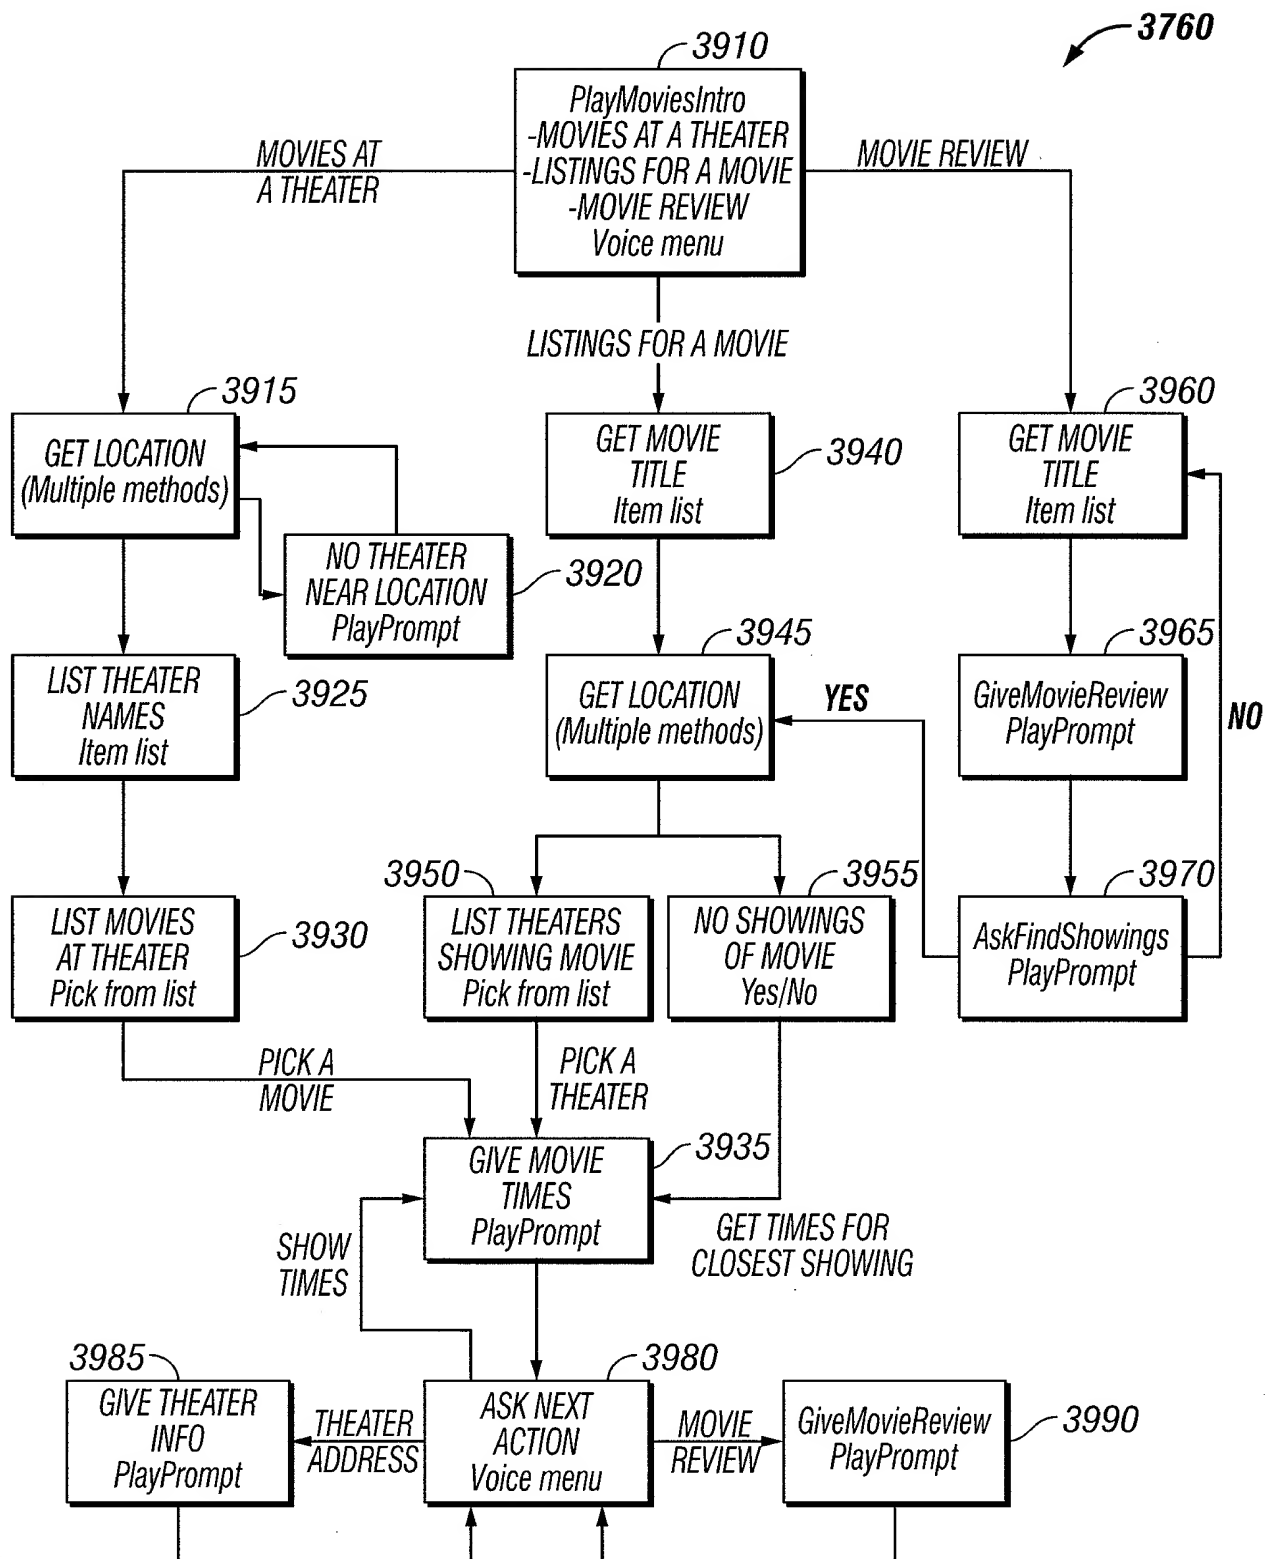 3760
3910
PlayMoviesIntro
-MOVIES AT A THEATER
-LISTINGS FOR A MOVIE
-MOVIE REVIEW
Voice menu
MOVIES AT
A THEATER
MOVIE REVIEW
LISTINGS FOR A MOVIE
3915
GET LOCATION
(Multiple methods)
GET MOVIE
TITLE
Item list
3940
3960
GET MOVIE
TITLE
Item list
NO THEATER
NEAR LOCATION
PlayPrompt
3920
LIST THEATER
NAMES
Item list
3925
3945
GET LOCATION
(Multiple methods)
YES
3965
GiveMovieReview
PlayPrompt
NO
LIST MOVIES
AT THEATER
Pick from list
3930
3950
LIST THEATERS
SHOWING MOVIE
Pick from list
3955
NO SHOWINGS
OF MOVIE
Yes/No
3970
AskFindShowings
PlayPrompt
PICK A
MOVIE
PICK A
THEATER
GIVE MOVIE
TIMES
PlayPrompt
3935
GET TIMES FOR
CLOSEST SHOWING
SHOW
TIMES
3985
GIVE THEATER
INFO
PlayPrompt
THEATER
ADDRESS
3980
ASK NEXT
ACTION
Voice menu
MOVIE
REVIEW
GiveMovieReview
PlayPrompt
3990